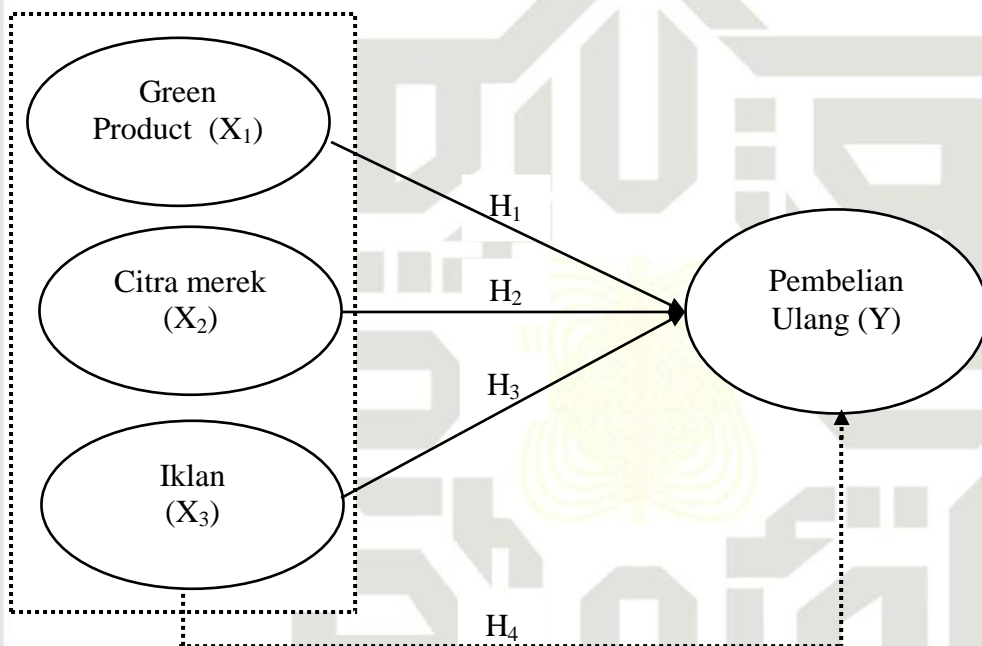 Green
Product (X₁)
H₁
Citra merek
(X₂)
H₂
Pembelian
Ulang (Y)
H₃
Iklan
(X₃)
H₄